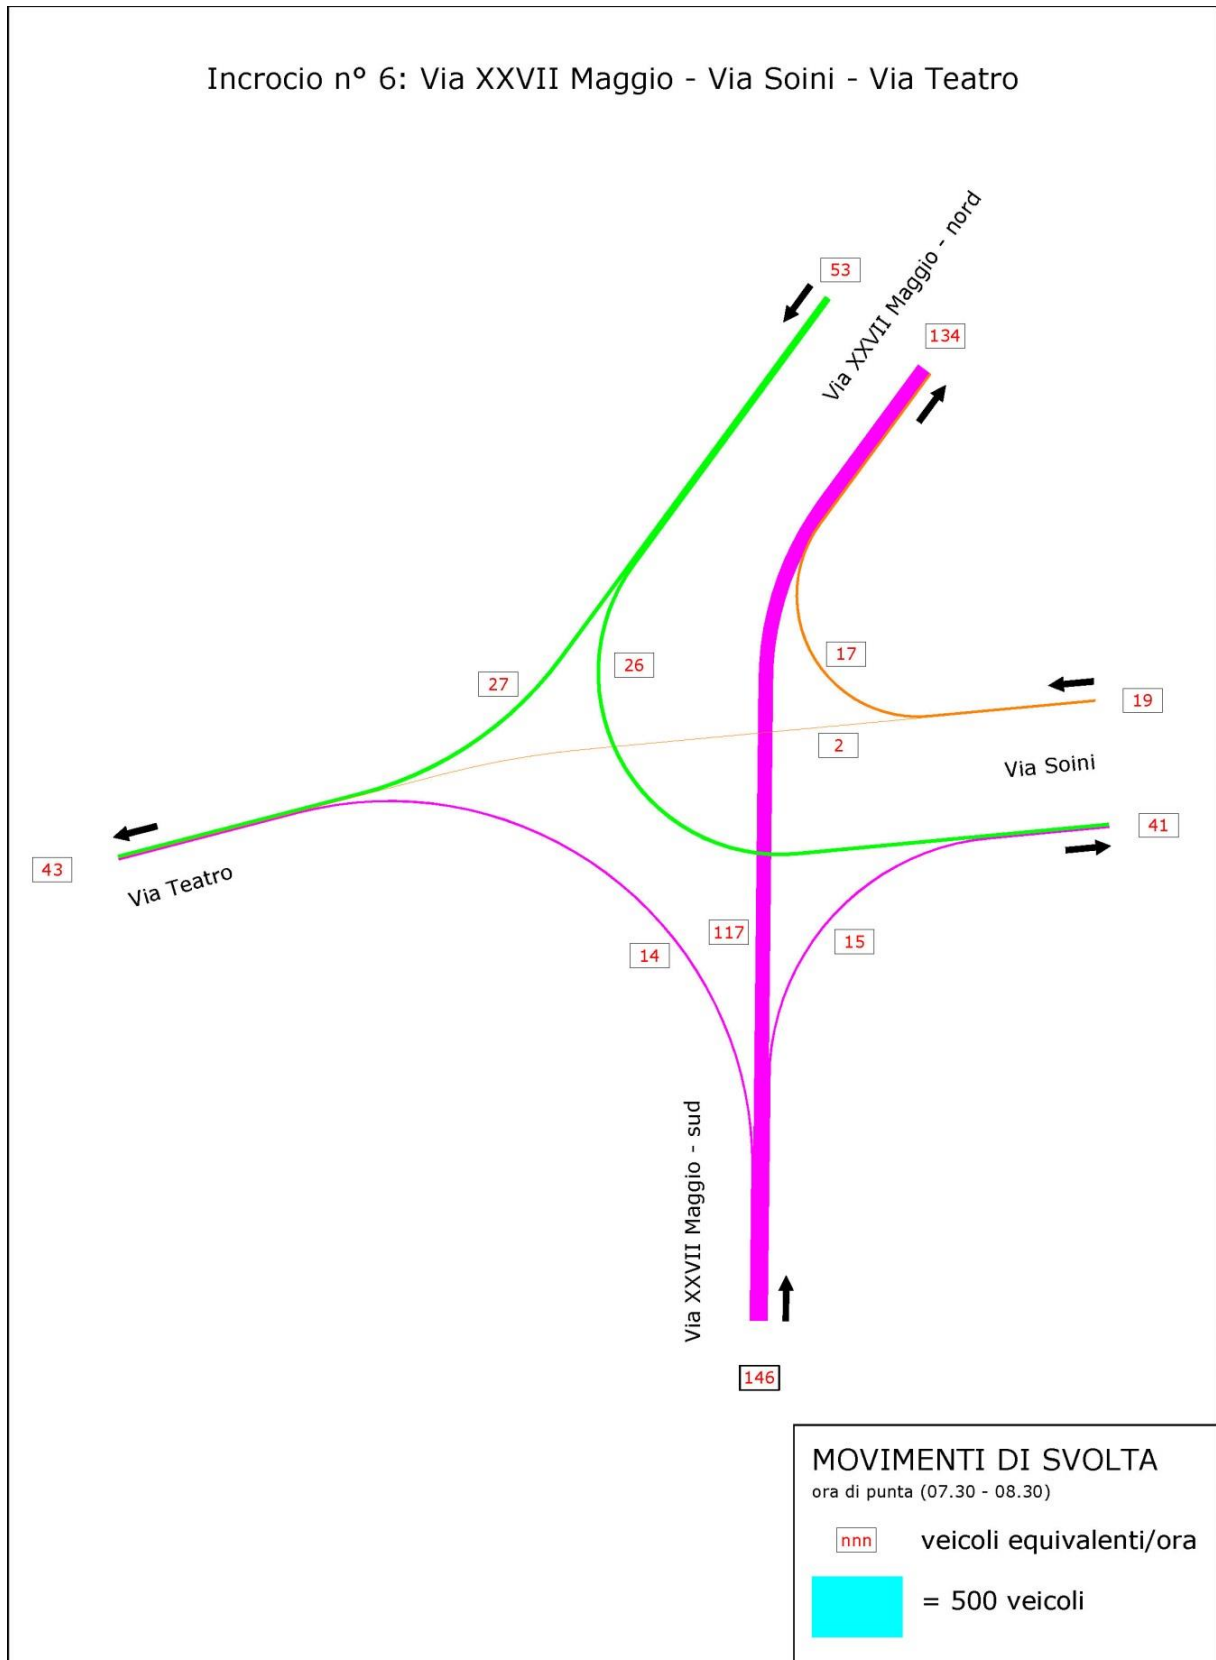 Incrocio n° 6: Via XXVII Maggio - Via Soini - Via Teatro
53
Via XXVII Maggio - nord
134
26
17
27
19
2
Via Soini
41
43
Via Teatro
117
15
14
Via XXVII Maggio - sud
146
MOVIMENTI DI SVOLTA
ora di punta (07.30 - 08.30)
nnn veicoli equivalenti/ora
= 500 veicoli